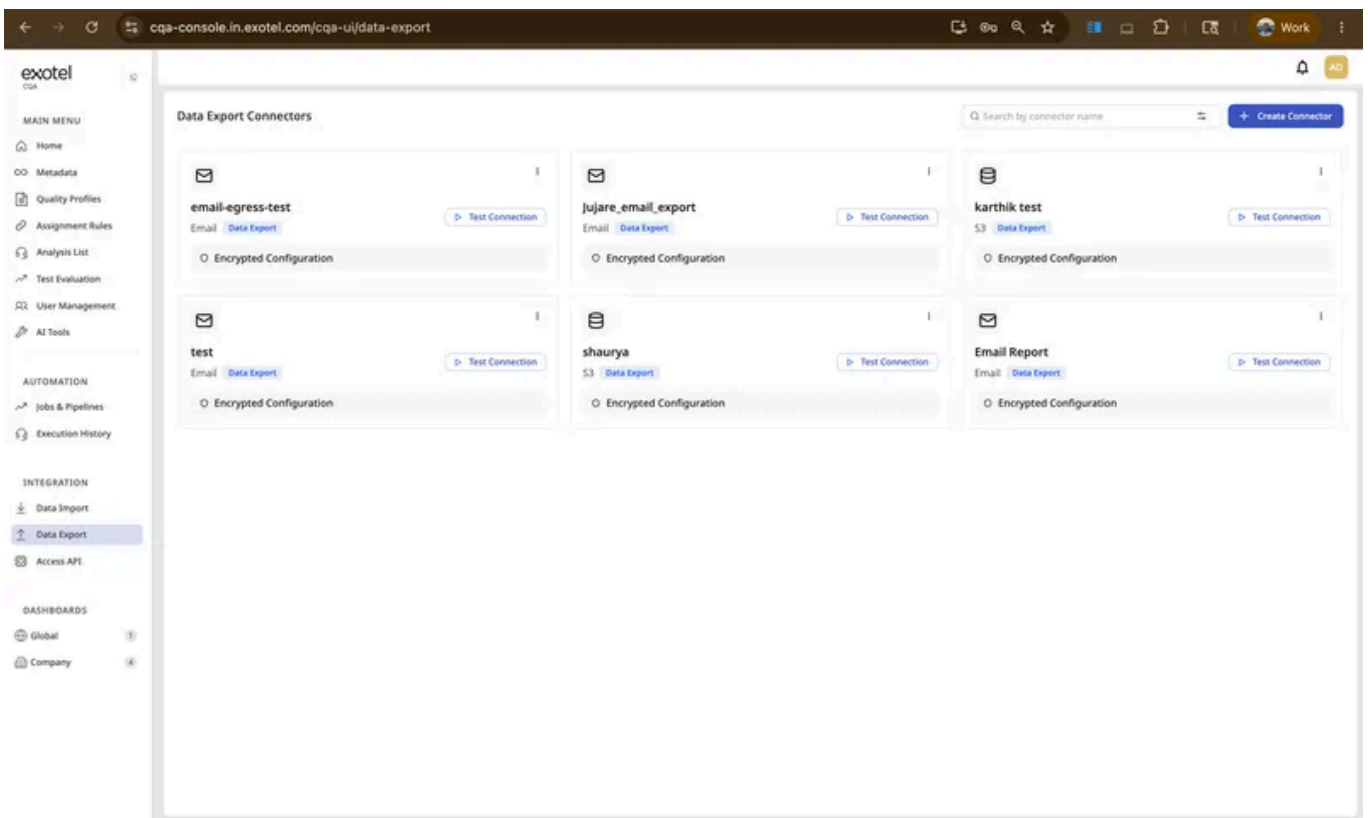 cqa-console.in.exotel.com/cqa-ui/data-export
Work
exotel
CQA
AD
MAIN MENU
Home
Metadata
Quality Profiles
Assignment Rules
Analysis List
Test Evaluation
User Management
AI Tools
AUTOMATION
Jobs & Pipelines
Execution History
INTEGRATION
Data Import
Data Export
Access API
DASHBOARDS
Global 1
Company 4
Data Export Connectors
Search by connector name
+ Create Connector
email-egress-test
Test Connection
Email Data Export
Encrypted Configuration
Jujare_email_export
Test Connection
Email Data Export
Encrypted Configuration
karthik test
Test Connection
S3 Data Export
Encrypted Configuration
test
Test Connection
Email Data Export
Encrypted Configuration
shaurya
Test Connection
S3 Data Export
Encrypted Configuration
Email Report
Test Connection
Email Data Export
Encrypted Configuration